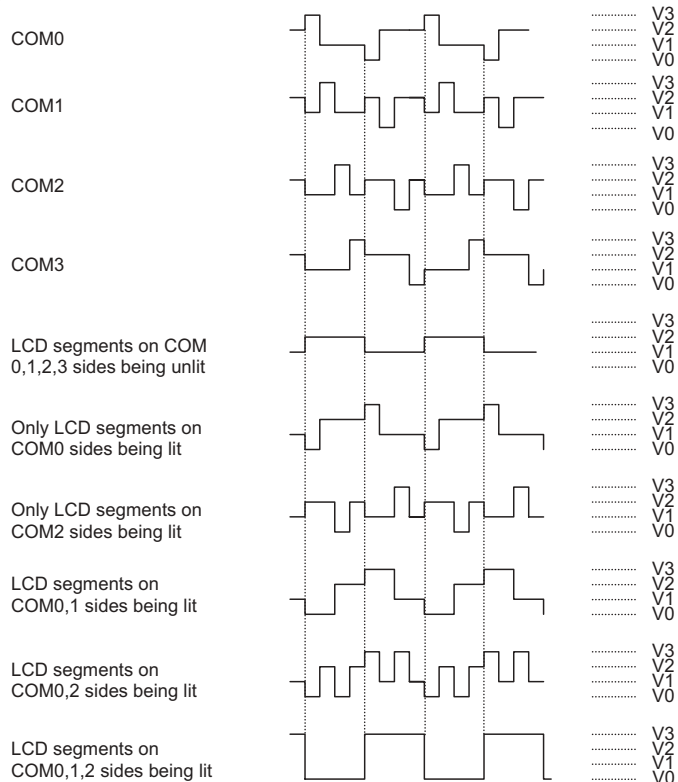 COM0
V3
V2
V1
V0
COM1
V3
V2
V1
V0
COM2
V3
V2
V1
V0
COM3
V3
V2
V1
V0
LCD segments on COM
0,1,2,3 sides being unlit
V3
V2
V1
V0
Only LCD segments on
COM0 sides being lit
V3
V2
V1
V0
Only LCD segments on
COM2 sides being lit
V3
V2
V1
V0
LCD segments on
COM0,1 sides being lit
V3
V2
V1
V0
LCD segments on
COM0,2 sides being lit
V3
V2
V1
V0
LCD segments on
COM0,1,2 sides being lit
V3
V2
V1
V0